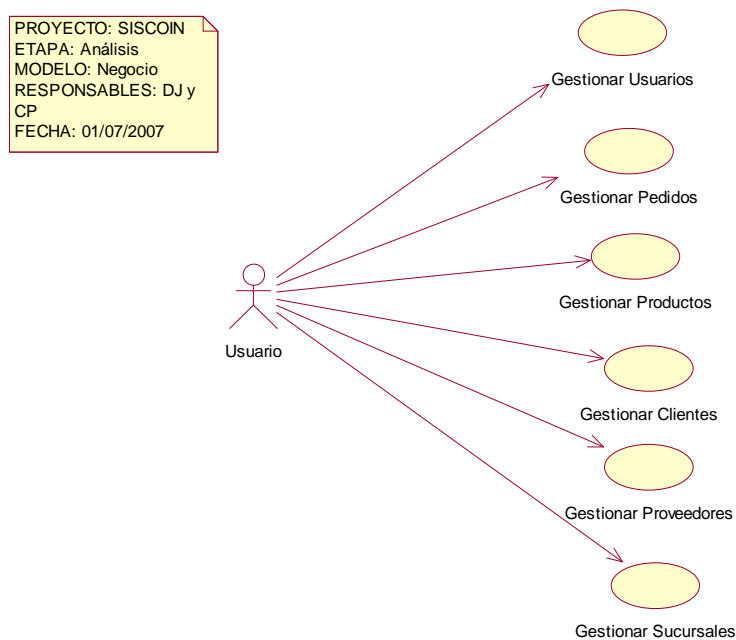 PROYECTO: SISCOIN
ETAPA: Análisis
MODELO: Negocio
RESPONSABLES: DJ y
CP
FECHA: 01/07/2007
Gestionar Usuarios
Gestionar Pedidos
Gestionar Productos
Usuario
Gestionar Clientes
Gestionar Proveedores
Gestionar Sucursales